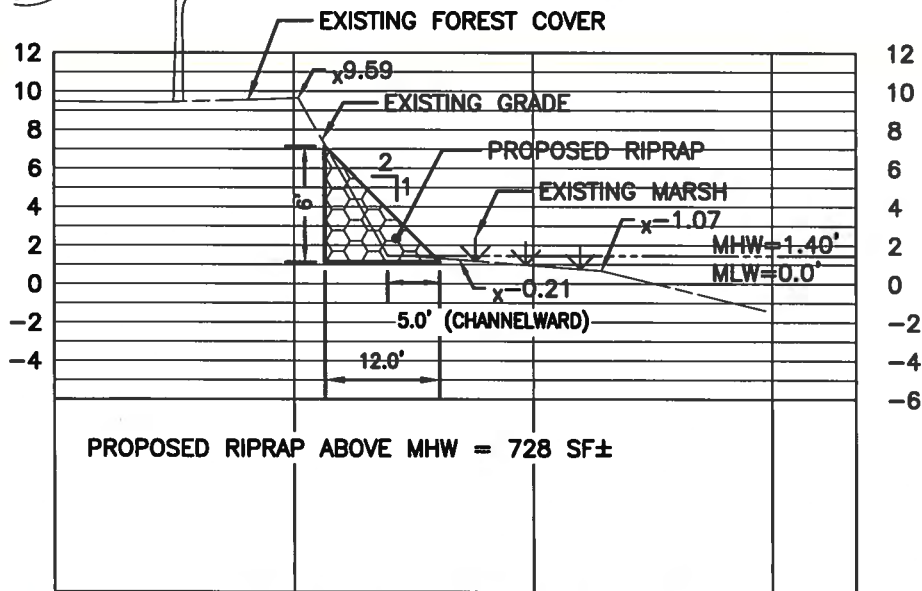 EXISTING FOREST COVER
12 12
x9.59
10 10
EXISTING GRADE
8 8
PROPOSED RIPRAP
6 6
2
1
EXISTING MARSH
6'
4 4
x-1.07
MHW=1.40'
2 2
MLW=0.0'
0 0
x-0.21
5.0' (CHANNELWARD)
-2 -2
12.0'
-4 -4
-6
PROPOSED RIPRAP ABOVE MHW = 728 SF±